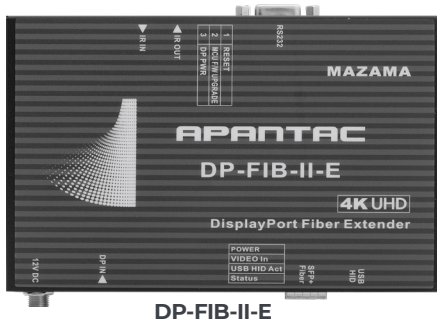 IR IN
IR OUT
3 DP PWR
2 MCU F/W UPGRADE
1 RESET
RS232
MAZAMA
APANTAC
DP-FIB-II-E
4K UHD
DisplayPort Fiber Extender
12V DC
DP IN
POWER
VIDEO In
USB HID Act
Status
SFP+
Fiber
USB
HID
DP-FIB-II-E